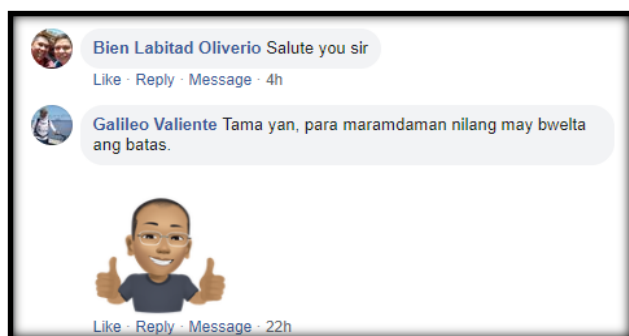 Bien Labitad Oliverio Salute you sir
Like · Reply · Message · 4h
Galileo Valiente Tama yan, para maramdaman nilang may bwelta
ang batas.
Like · Reply · Message · 22h